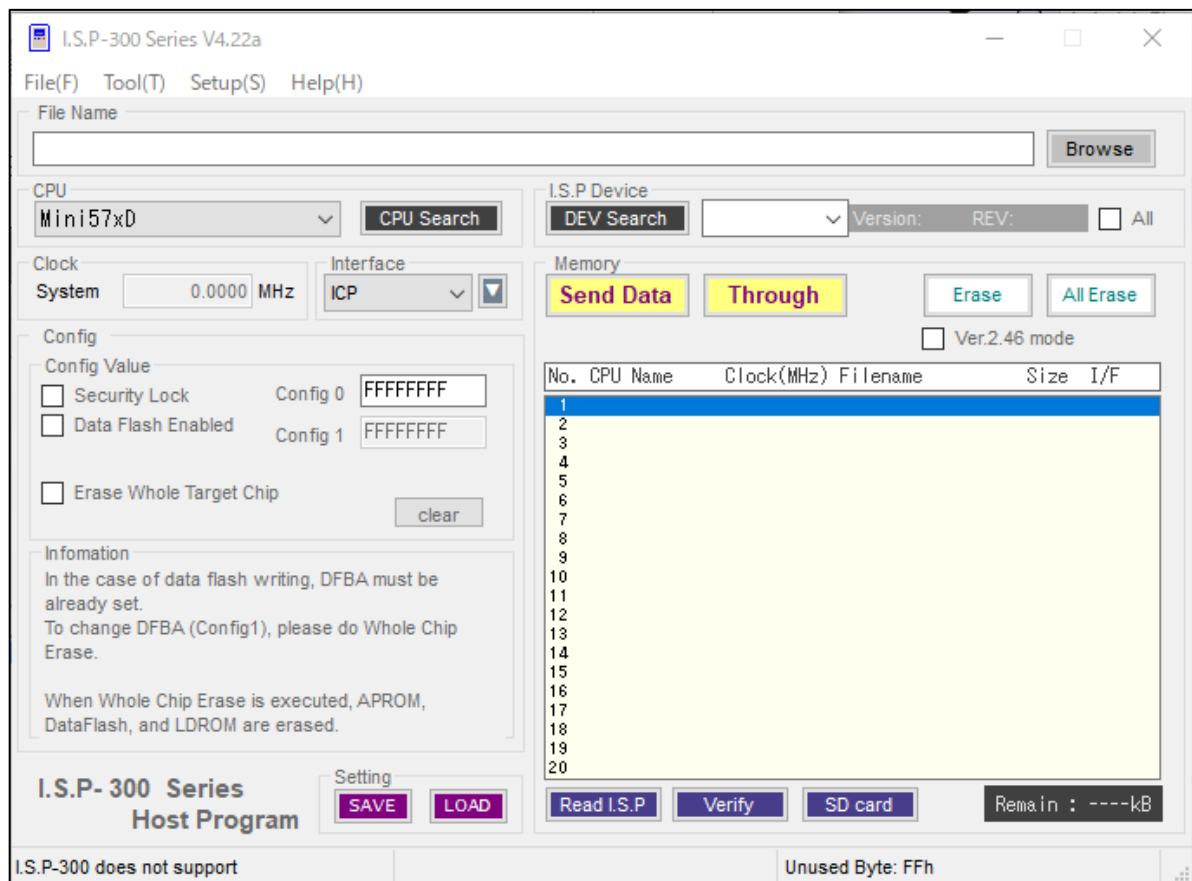 I.S.P-300 Series V4.22a
File(F) Tool(T) Setup(S) Help(H)
File Name
Browse
CPU
Mini57xD
CPU Search
I.S.P Device
DEV Search
Version: REV:
All
Clock
System 0.0000 MHz
Interface
ICP
Memory
Send Data
Through
Erase
All Erase
Ver.2.46 mode
Config
Config Value
Security Lock
Config 0 FFFFFFFF
Data Flash Enabled
Config 1 FFFFFFFF
Erase Whole Target Chip
clear
Infomation
In the case of data flash writing, DFBA must be
already set.
To change DFBA (Config1), please do Whole Chip
Erase.
When Whole Chip Erase is executed, APROM,
DataFlash, and LDROM are erased.
No. CPU Name Clock(MHz) Filename Size I/F
1
2
3
4
5
6
7
8
9
10
11
12
13
14
15
16
17
18
19
20
I.S.P- 300 Series
Host Program
Setting
SAVE
LOAD
Read I.S.P
Verify
SD card
Remain : ----kB
I.S.P-300 does not support
Unused Byte: FFh